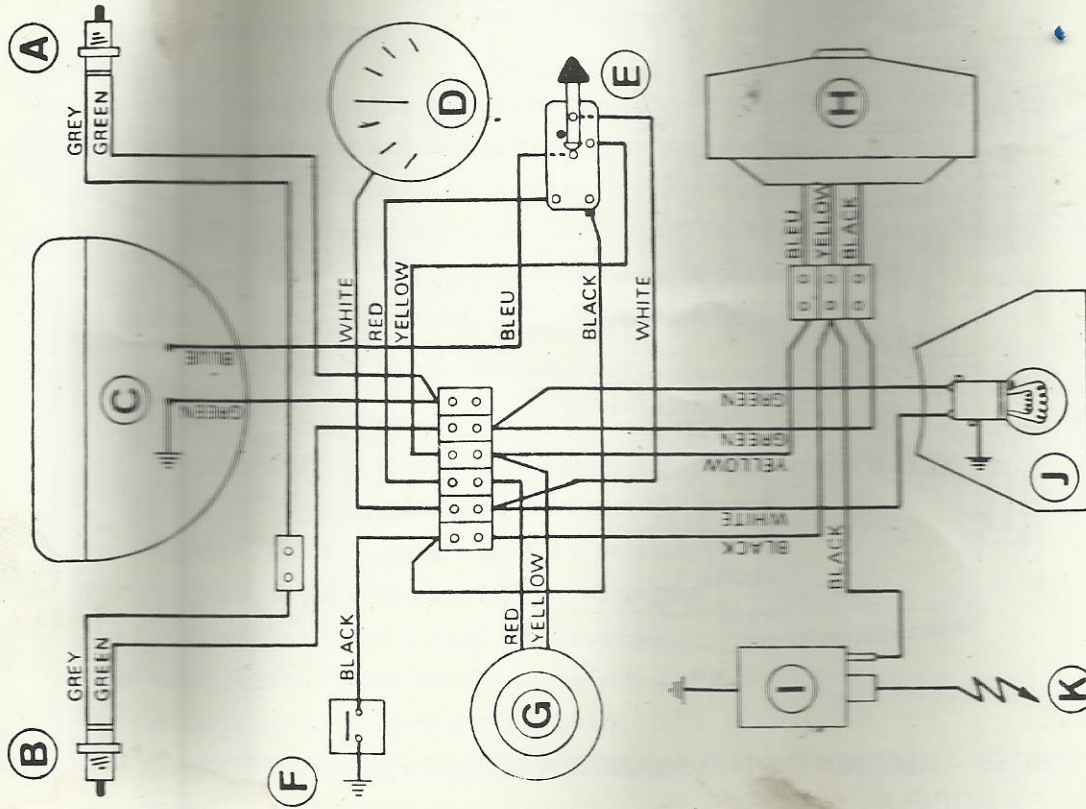 A
GREY
GREEN
B
GREY
GREEN
C
BLUE
GREEN
D
E
WHITE
RED
YELLOW
BLEU
BLACK
WHITE
F
BLACK
G
RED
YELLOW
H
BLEU
YELLOW
BLACK
GREEN
GREEN
YELLOW
WHITE
BLACK
BLACK
I
J
K